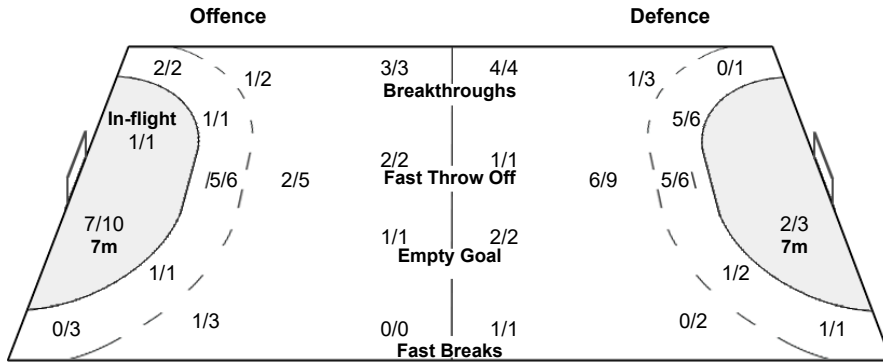 Offence Defence
2/2 1/2 3/3 4/4 1/3 0/1
Breakthroughs
In-flight 1/1 5/6
1/1
2/2 1/1
5/6 2/5 Fast Throw Off 6/9 5/6
7/10 2/3
7m 1/1 2/2 7m
Empty Goal
1/1 1/2
0/3 1/3 0/0 1/1 0/2 1/1
Fast Breaks